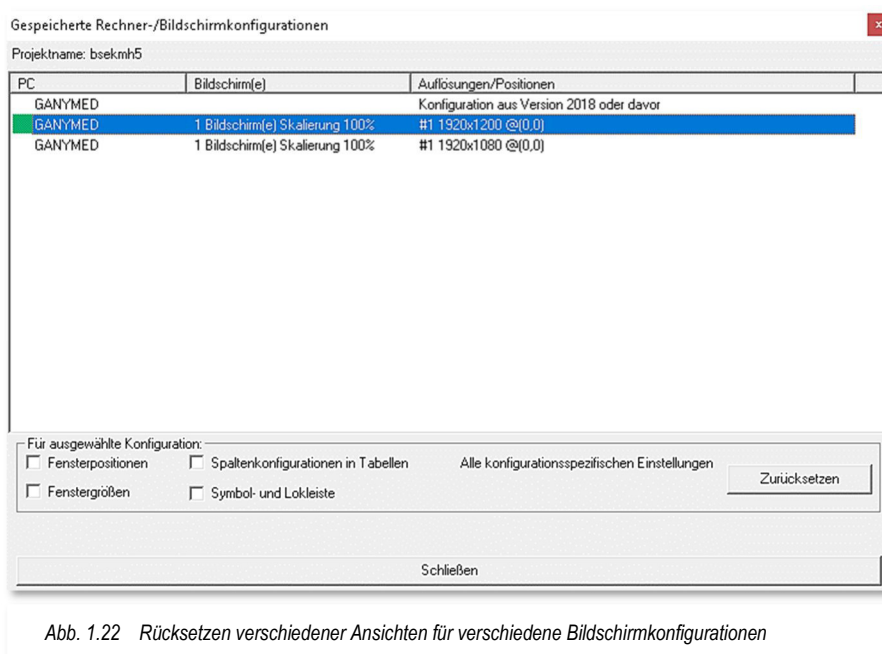 Gespeicherte Rechner-/Bildschirmkonfigurationen
Projektname: bsekmh5
PC Bildschirm(e) Auflösungen/Positionen
GANYMED Konfiguration aus Version 2018 oder davor
GANYMED 1 Bildschirm(e) Skalierung 100% #1 1920x1200 @(0,0)
GANYMED 1 Bildschirm(e) Skalierung 100% #1 1920x1080 @(0,0)
Für ausgewählte Konfiguration:
Fensterpositionen Spaltenkonfigurationen in Tabellen Alle konfigurationsspezifischen Einstellungen
Zurücksetzen
Fenstergrößen Symbol- und Lokleiste
Schließen
Abb. 1.22 Rücksetzen verschiedener Ansichten für verschiedene Bildschirmkonfigurationen